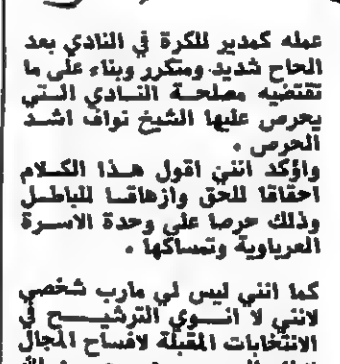 عمله كمدير للكرة في النادي بعد
الحاح شديد ومتكرر وبناء على ما
تقتضيه مصلحة النادي التي
يحرص عليها الشيخ نواف اشد
الحرص .
واؤكد انني اقول هذا الكلام
احقاقا للحق وازهاقا للباطل
وذلك حرصا على وحدة الاسرة
العرباوية وتمسكها .
كما انني ليس لي مارب شخصي
لانني لا انوي الترشيح في
الانتخابات المقبلة لافساح المجال